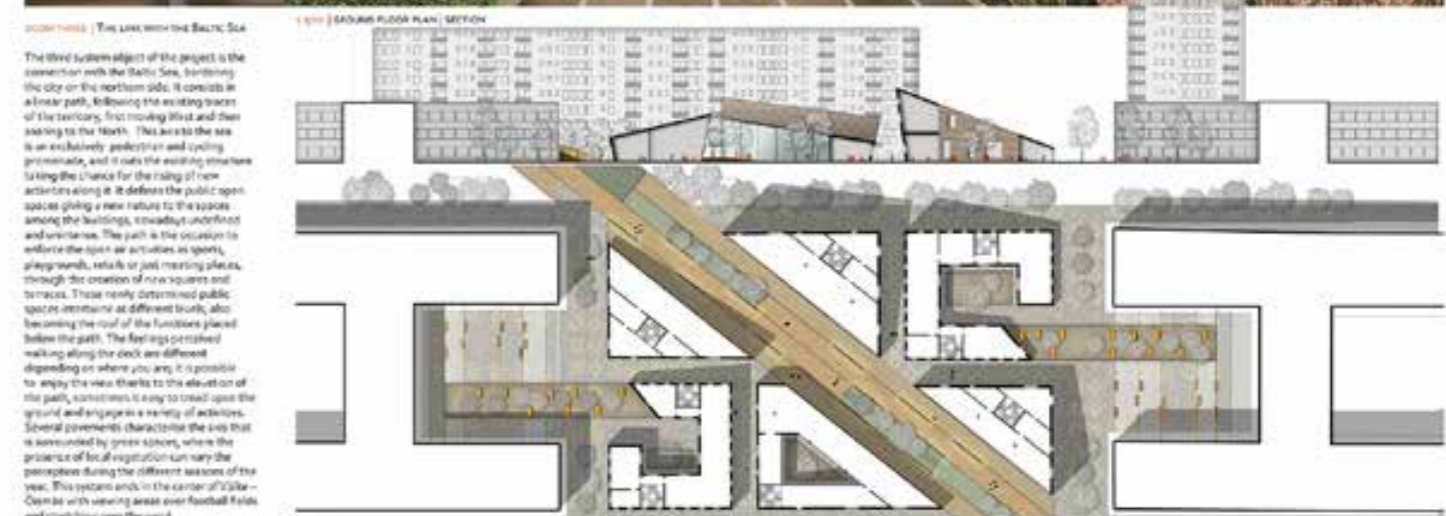 THE LINK WITH THE BALTIC SEA
GROUND FLOOR PLAN | SECTION
The third system object of the project is the
connection with the Baltic Sea, bordering
the city on the northern side. It consists in
a linear path, following the existing traces
of the territory, first moving West and then
to the North. This axis to the sea
is an exclusively pedestrian and cycling
promenade, and it cuts the existing structure
taking the chance for the rising of new
activities along it. It defines the public open
spaces giving a new nature to the spaces
among the buildings, nowadays undefined
and
The path is the occasion to
enforce the open air activities as sports,
playgrounds, retails or just meeting places,
through the creation of new squares and
terraces. These newly determined public
spaces intertwine at different levels, also
becoming the roof of the functions placed
below the path. The feelings perceived
walking along the deck are different
depending on where you are; it is possible
to enjoy the view thanks to the elevation of
the path, sometimes is easy to tread upon the
ground and engage in a variety of activities.
Several pavements characterise the axis that
is surrounded by green spaces, where the
presence of local vegetation can vary the
perception during the different seasons of the
year. This system ends in the center of Väike –
with viewing areas over football fields